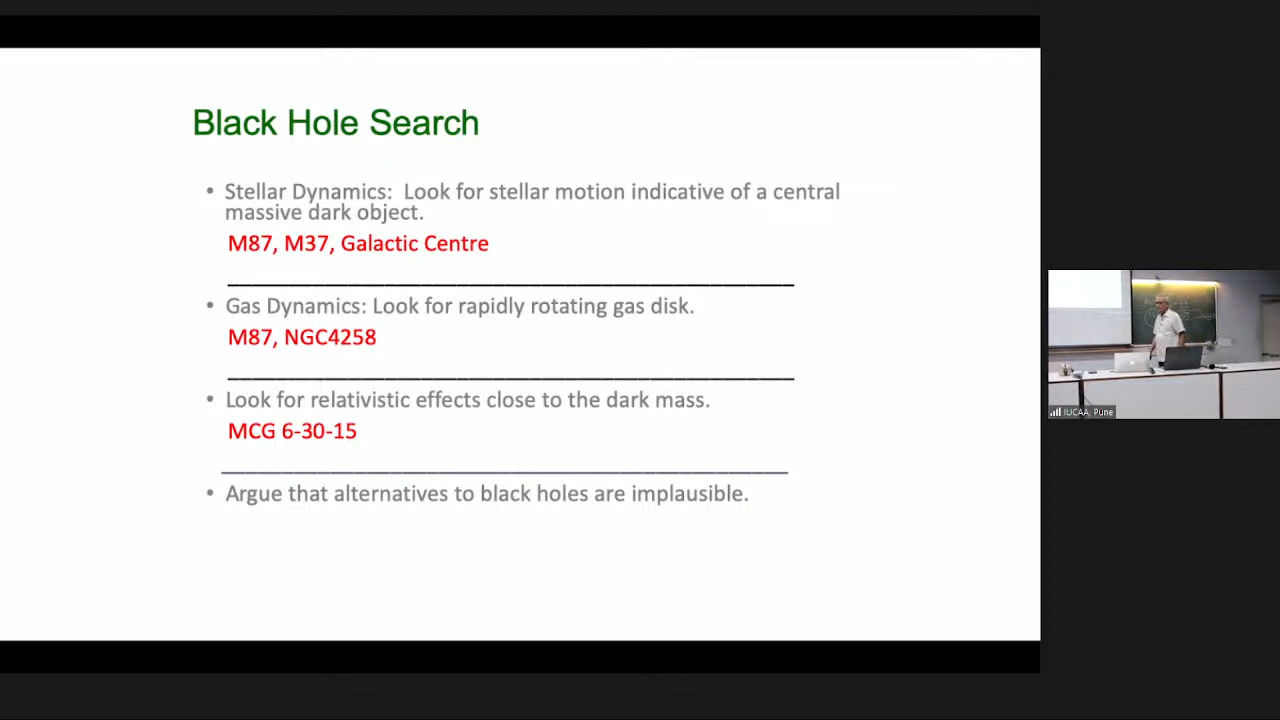 Black Hole Search
• Stellar Dynamics: Look for stellar motion indicative of a central
massive dark object.
M87, M37, Galactic Centre
• Gas Dynamics: Look for rapidly rotating gas disk.
M87, NGC4258
• Look for relativistic effects close to the dark mass.
MCG 6-30-15
• Argue that alternatives to black holes are implausible.
IUCAA, Pune